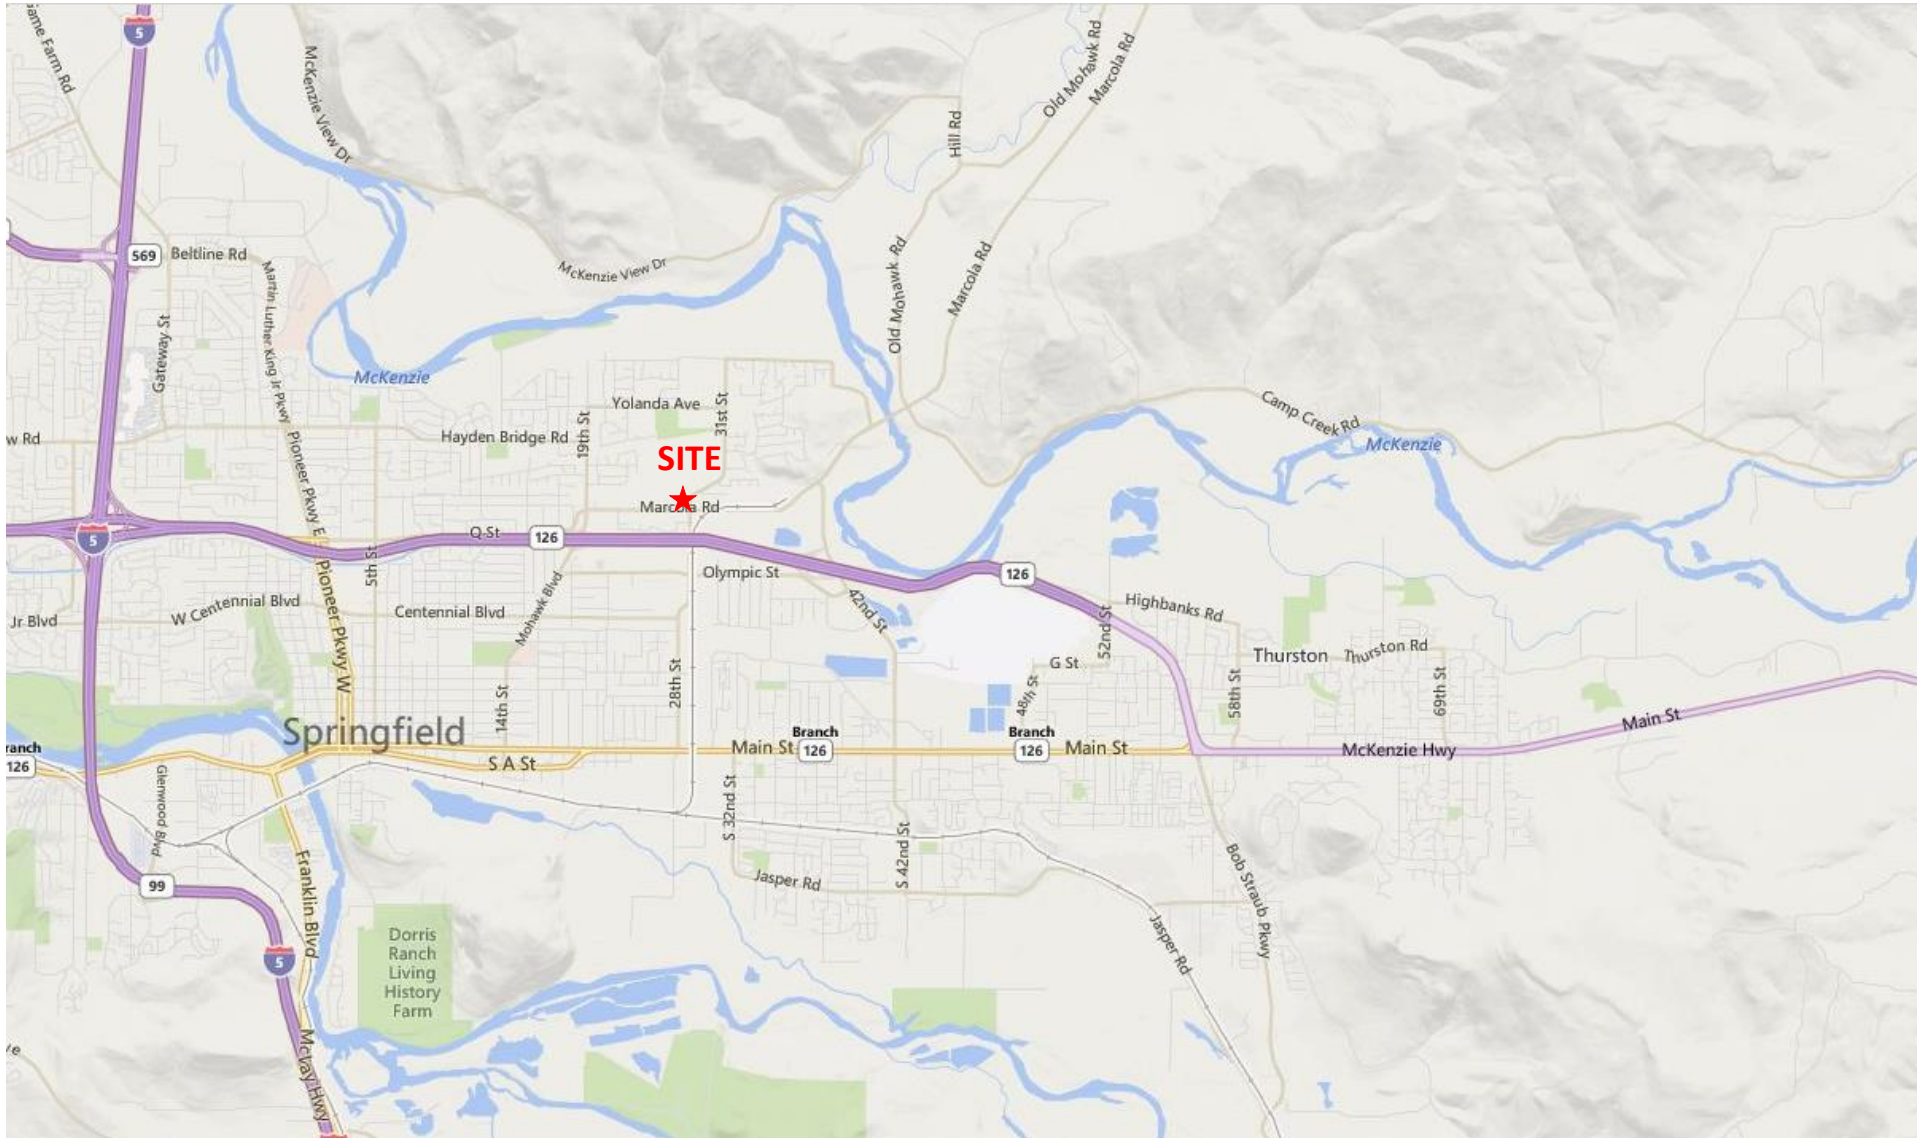 5
Game Farm Rd
McKenzie View Dr
Old Mohawk Rd
Marcola Rd
Hill Rd
569
Beltline Rd
McKenzie View Dr
Old Mohawk Rd
Marcola Rd
Martin Luther King Jr Pkwy
Gateway St
McKenzie
Yolanda Ave
31st St
19th St
Hayden Bridge Rd
w Rd
Camp Creek Rd
McKenzie
SITE
Marcola Rd
Pioneer Pkwy E
5
Q St
126
5th St
Olympic St
126
Pioneer Pkwy W
W Centennial Blvd
Centennial Blvd
Mohawk Blvd
Jr Blvd
42nd St
52nd St
Highbanks Rd
Thurston
Thurston Rd
G St
48th St
58th St
69th St
28th St
14th St
Springfield
ranch
126
Main St
Branch
126
Branch
126
Main St
McKenzie Hwy
Main St
S A St
Glenwood Blvd
S 32nd St
S 42nd St
Jasper Rd
99
Franklin Blvd
Bob Straub Pkwy
Jasper Rd
5
Dorris
Ranch
Living
History
Farm
McVay Hwy